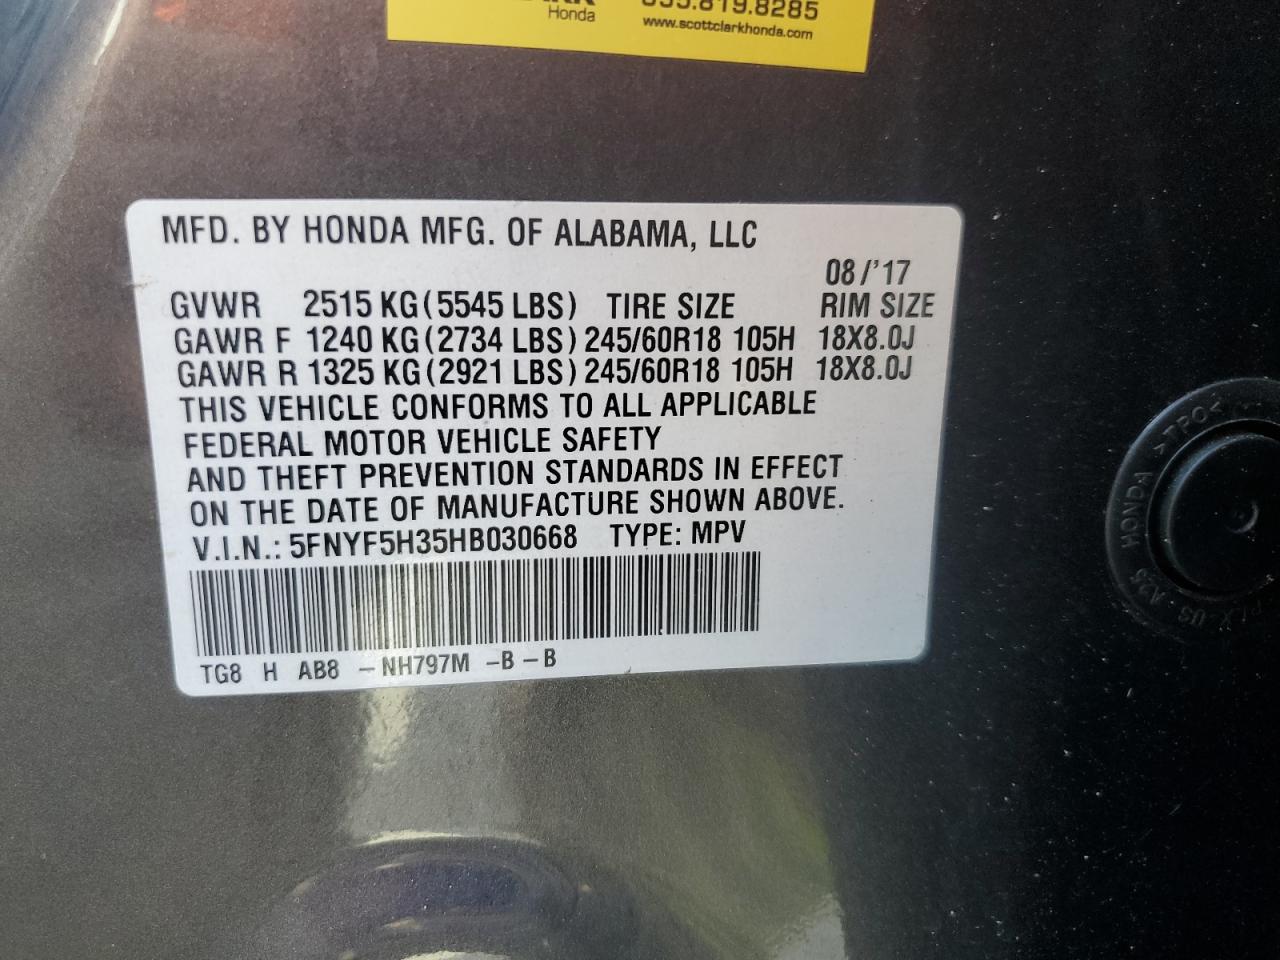 Honda
819.8285
www.scottclarkhonda.com
MFD. BY HONDA MFG. OF ALABAMA, LLC
08/'17
GVWR 2515 KG (5545 LBS) TIRE SIZE RIM SIZE
GAWR F 1240 KG (2734 LBS) 245/60R18 105H 18X8.0J
GAWR R 1325 KG (2921 LBS) 245/60R18 105H 18X8.0J
THIS VEHICLE CONFORMS TO ALL APPLICABLE
FEDERAL MOTOR VEHICLE SAFETY
AND THEFT PREVENTION STANDARDS IN EFFECT
ON THE DATE OF MANUFACTURE SHOWN ABOVE.
V.I.N.: 5FNYF5H35HB030668 TYPE: MPV
TG8 H AB8 -NH797M -B-B
HONDA >TPO<